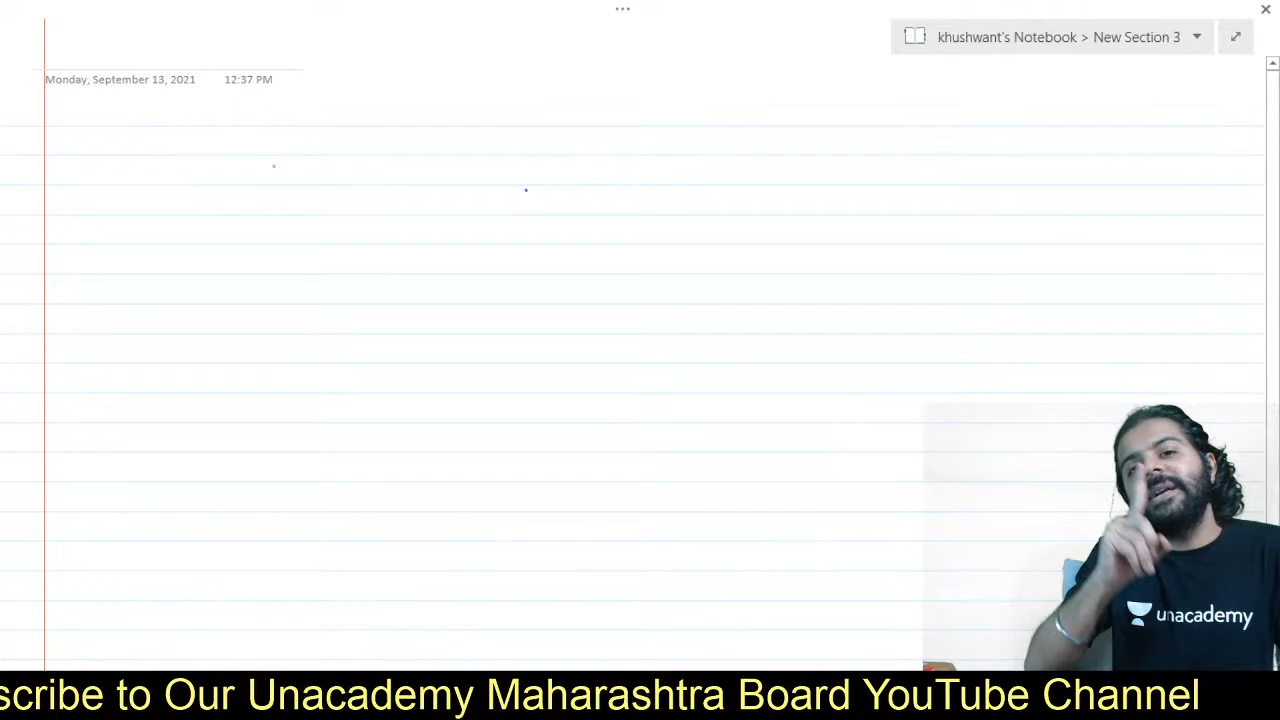 khushwant's Notebook > New Section 3
Monday, September 13, 2021 12:37 PM
unacademy
scribe to Our Unacademy Maharashtra Board YouTube Channel